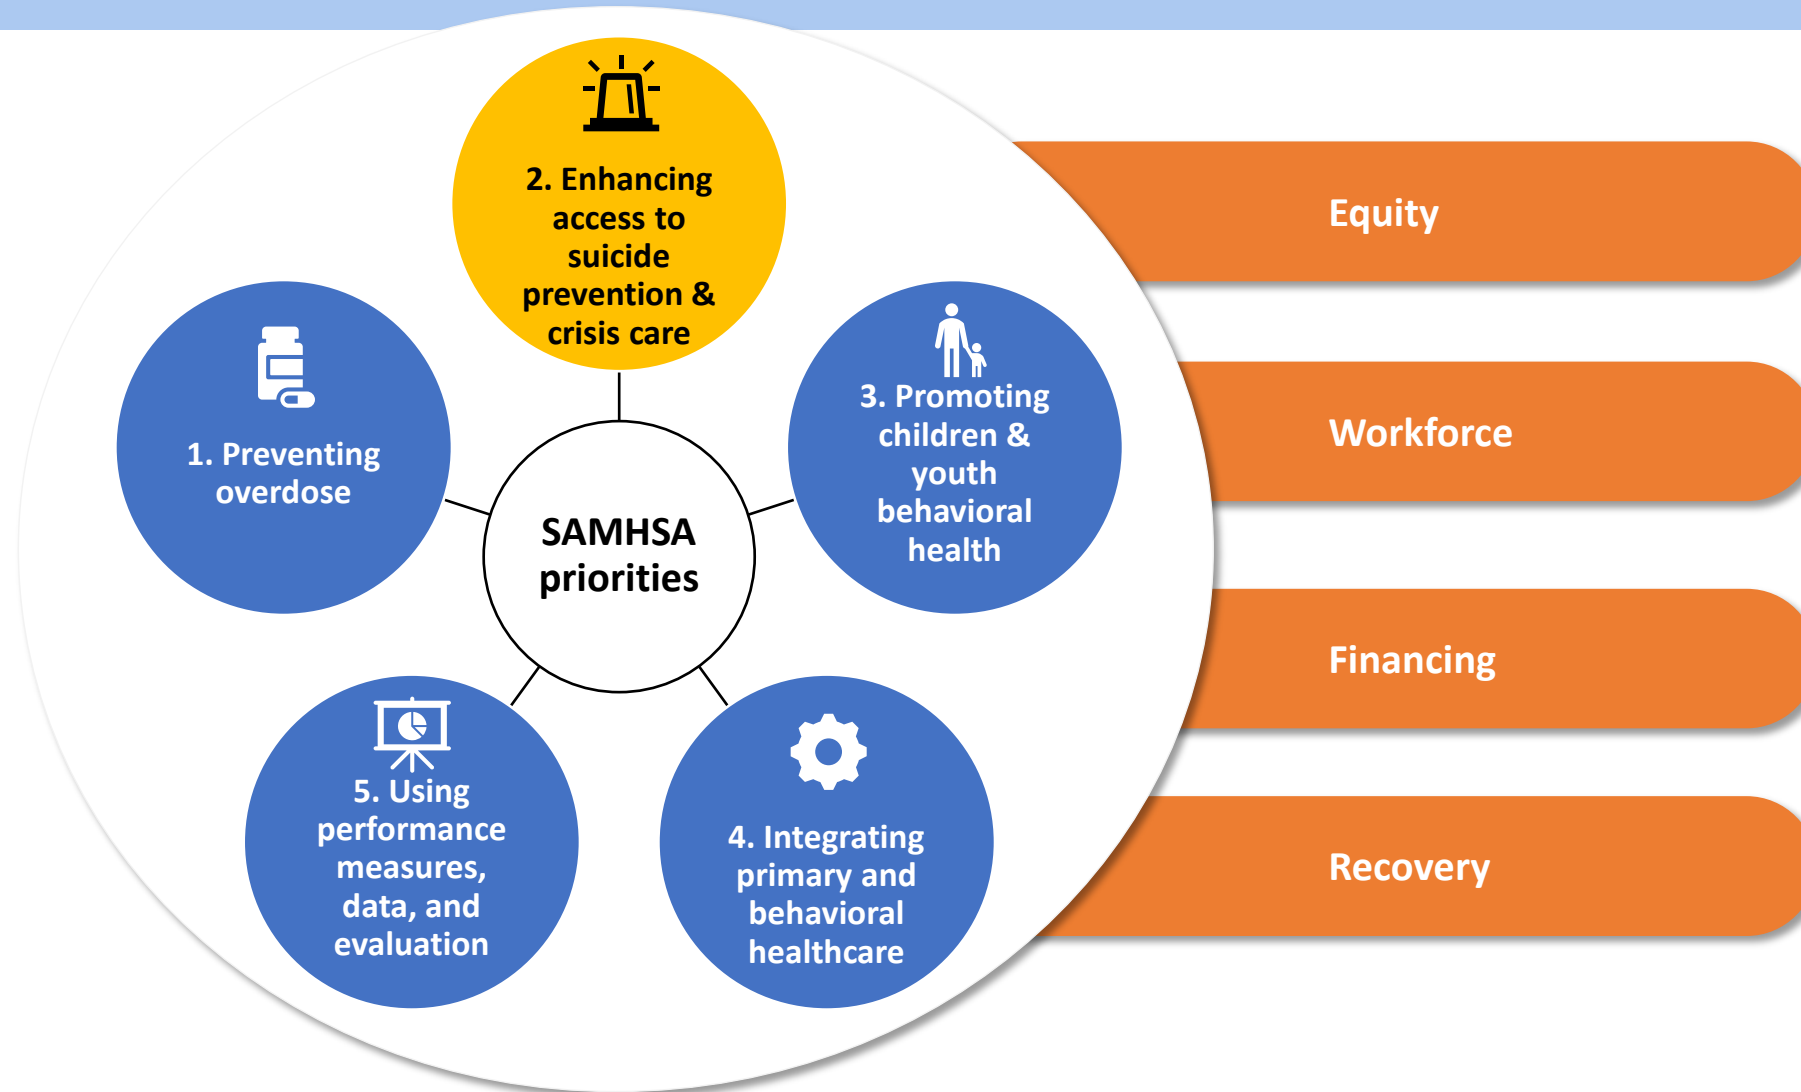 2. Enhancing
access to
suicide
prevention &
crisis care
1. Preventing
overdose
3. Promoting
children &
youth
behavioral
health
SAMHSA
priorities
5. Using
performance
measures,
data, and
evaluation
4. Integrating
primary and
behavioral
healthcare
Equity
Workforce
Financing
Recovery